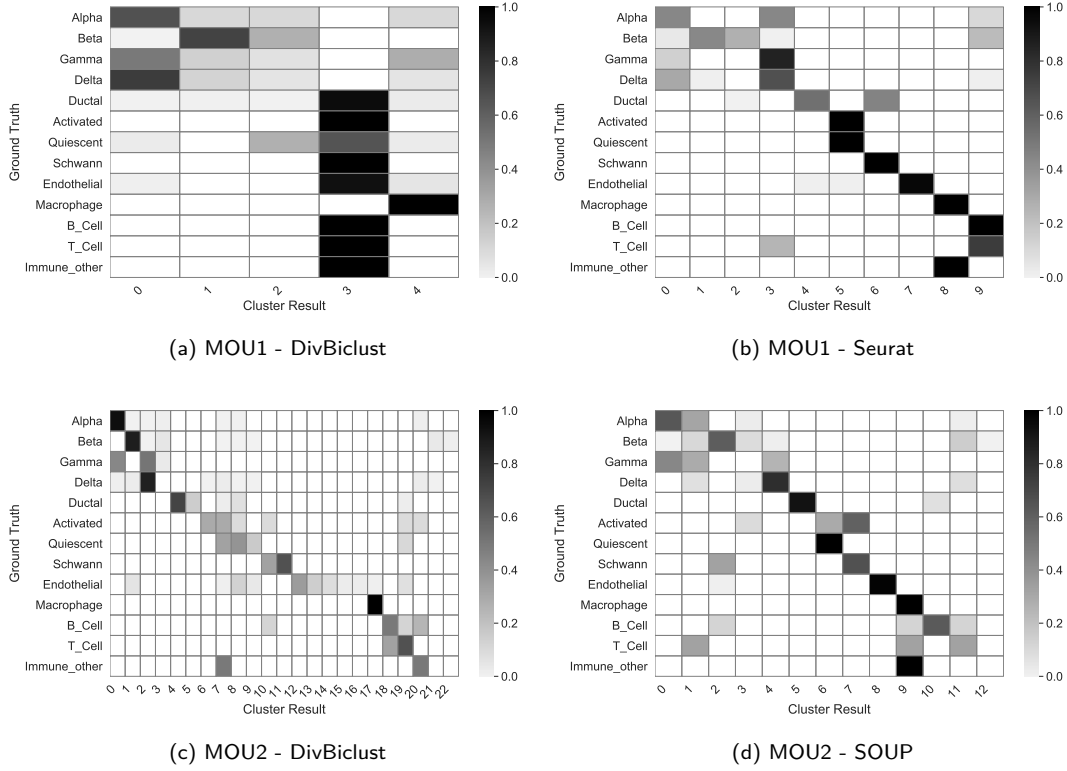 Ground Truth
Alpha
Beta
Gamma
Delta
Ductal
Activated
Quiescent
Schwann
Endothelial
Macrophage
B_Cell
T_Cell
Immune_other
0 1 2 3 4
Cluster Result
1.0
0.8
0.6
0.4
0.2
0.0
(a) MOU1 - DivBiclust
Ground Truth
Alpha
Beta
Gamma
Delta
Ductal
Activated
Quiescent
Schwann
Endothelial
Macrophage
B_Cell
T_Cell
Immune_other
0 1 2 3 4 5 6 7 8 9
Cluster Result
1.0
0.8
0.6
0.4
0.2
0.0
(b) MOU1 - Seurat
Ground Truth
Alpha
Beta
Gamma
Delta
Ductal
Activated
Quiescent
Schwann
Endothelial
Macrophage
B_Cell
T_Cell
Immune_other
0 1 2 3 4 5 6 7 8 9 10 11 12 13 14 15 16 17 18 19 20 21 22
Cluster Result
1.0
0.8
0.6
0.4
0.2
0.0
(c) MOU2 - DivBiclust
Ground Truth
Alpha
Beta
Gamma
Delta
Ductal
Activated
Quiescent
Schwann
Endothelial
Macrophage
B_Cell
T_Cell
Immune_other
0 1 2 3 4 5 6 7 8 9 10 11 12
Cluster Result
1.0
0.8
0.6
0.4
0.2
0.0
(d) MOU2 - SOUP